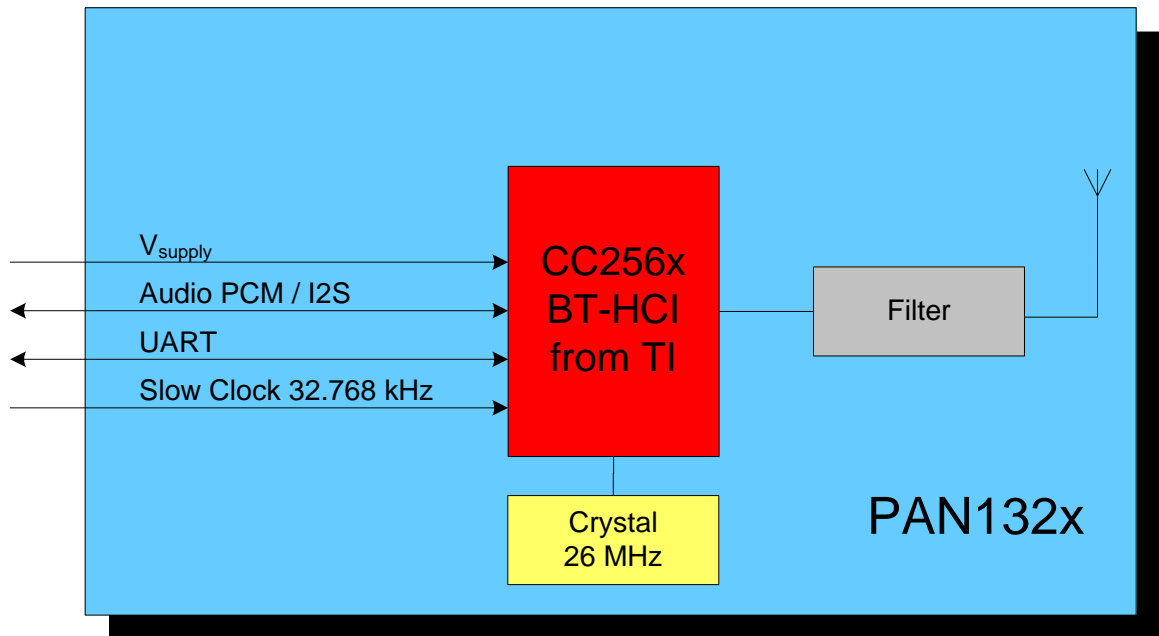 V_supply
Audio PCM / I2S
UART
Slow Clock 32.768 kHz
CC256x
BT-HCI
from TI
Filter
Crystal
26 MHz
PAN132x